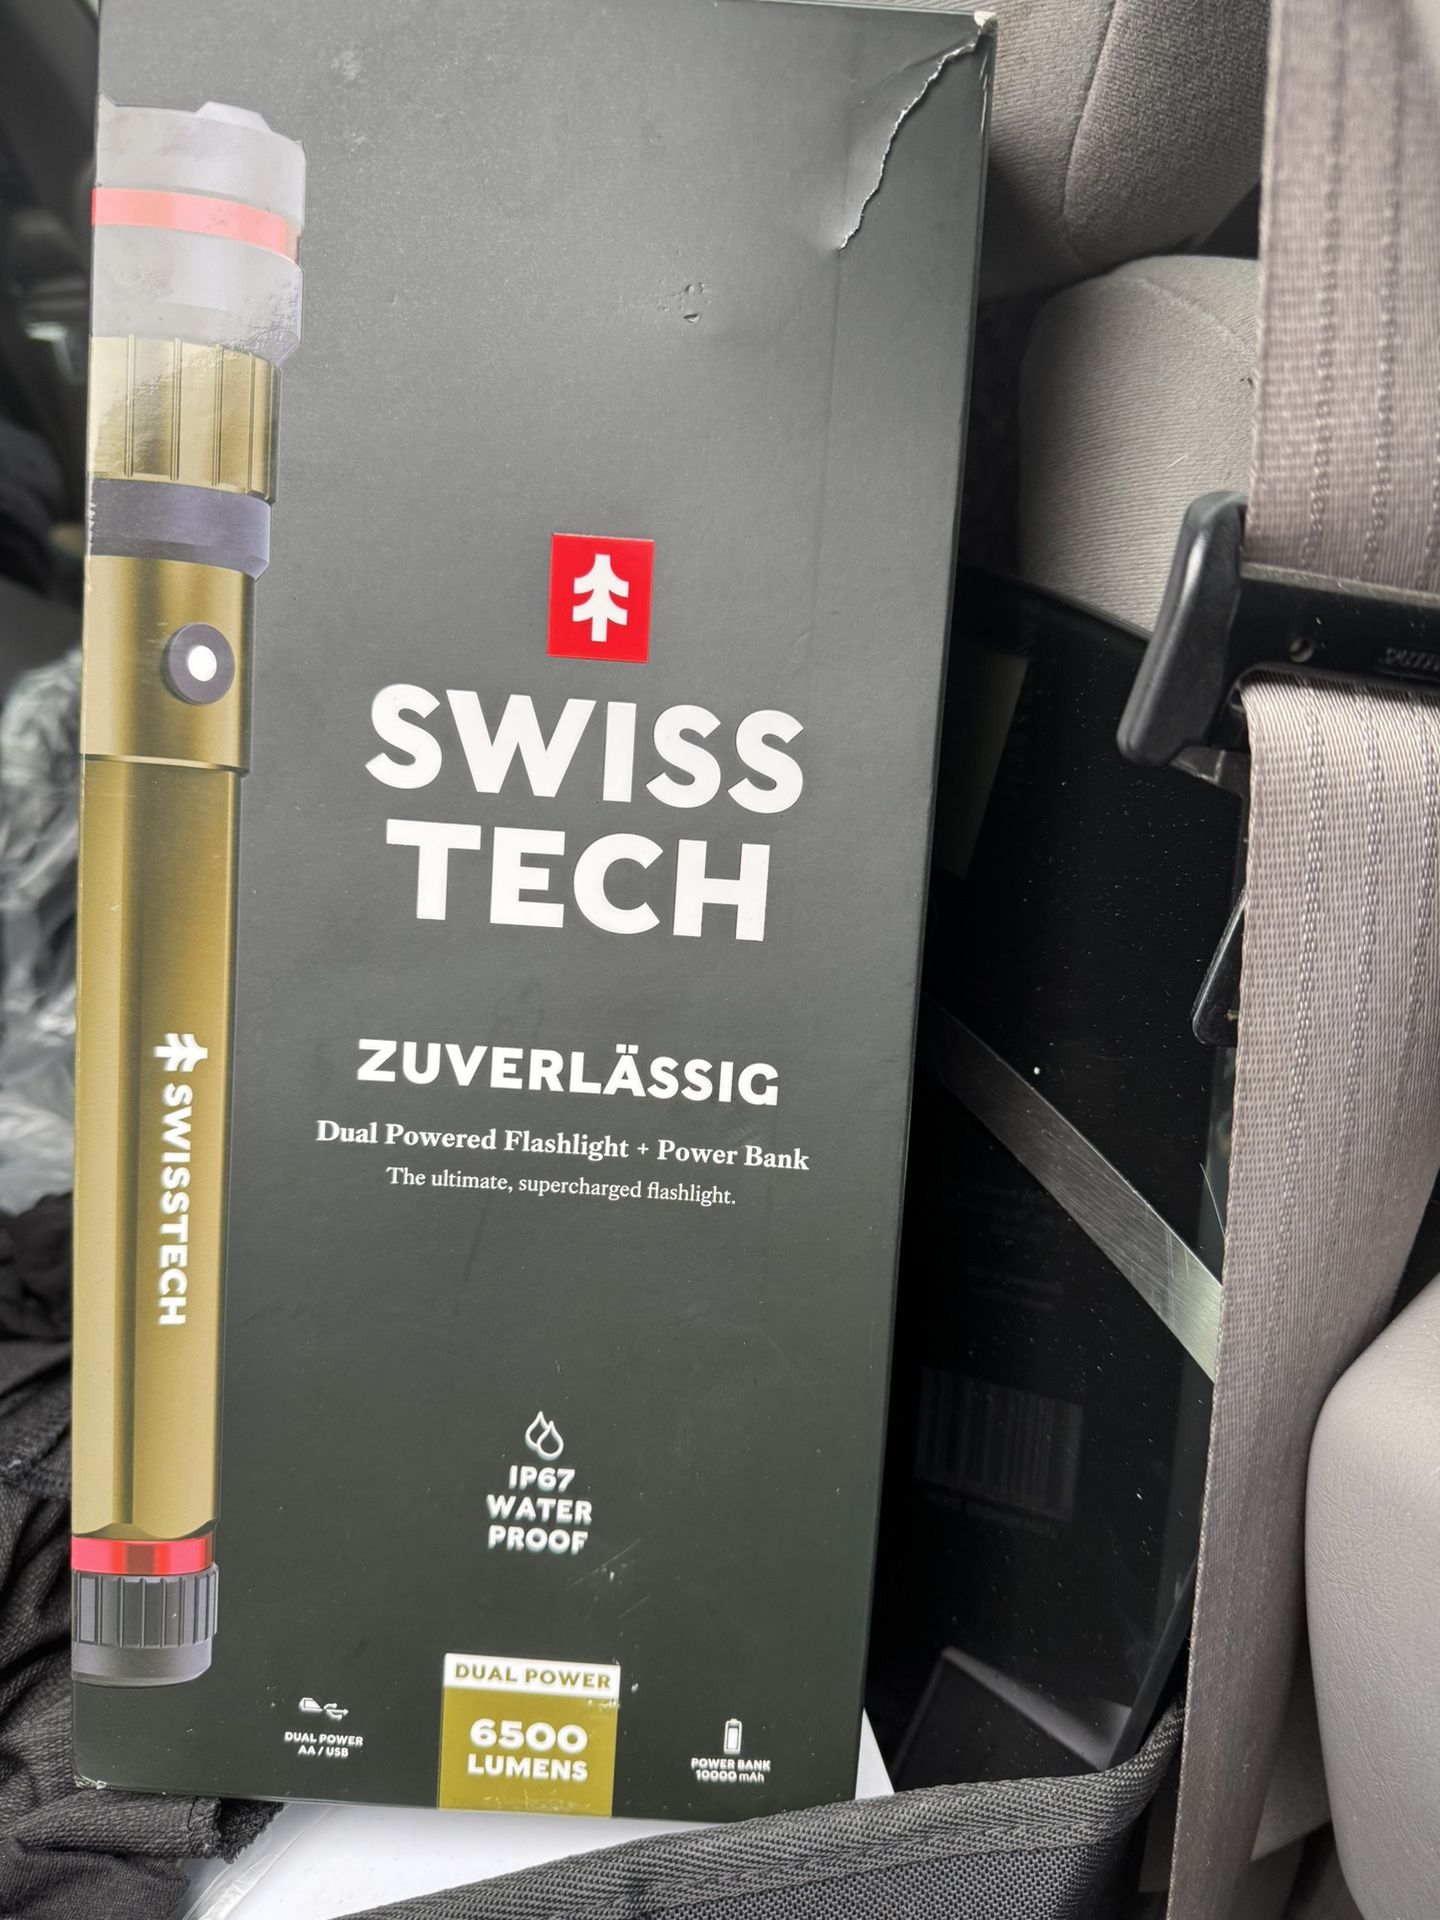 SWISS
TECH
ZUVERLÄSSIG
Dual Powered Flashlight + Power Bank
The ultimate, supercharged flashlight.
SWISSTECH
IP67
WATER
PROOF
DUAL POWER
AA / USB
DUAL POWER
6500
LUMENS
POWER BANK
10000 mAh